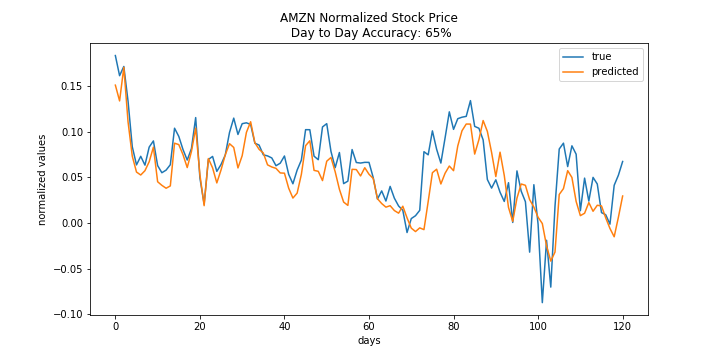 AMZN Normalized Stock Price
Day to Day Accuracy: 65%
true
predicted
normalized values
0.15
0.10
0.05
0.00
−0.05
−0.10
0
20
40
60
80
100
120
days